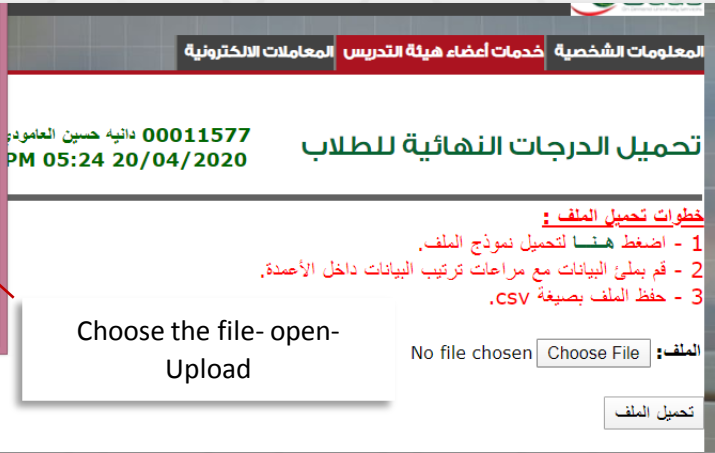 المعلومات الشخصية خدمات أعضاء هيئة التدريس المعاملات الالكترونية
00011577 دانيه حسين العامودي
تحميل الدرجات النهائية للطلاب
PM 05:24 20/04/2020
خطوات تحميل الملف :
1 - اضغط هـنــا لتحميل نموذج الملف.
2 - قم بملئ البيانات مع مراعات ترتيب البيانات داخل الأعمدة.
3 - حفظ الملف بصيغة csv.
Choose the file- open-
Upload
الملف: Choose File No file chosen
تحميل الملف